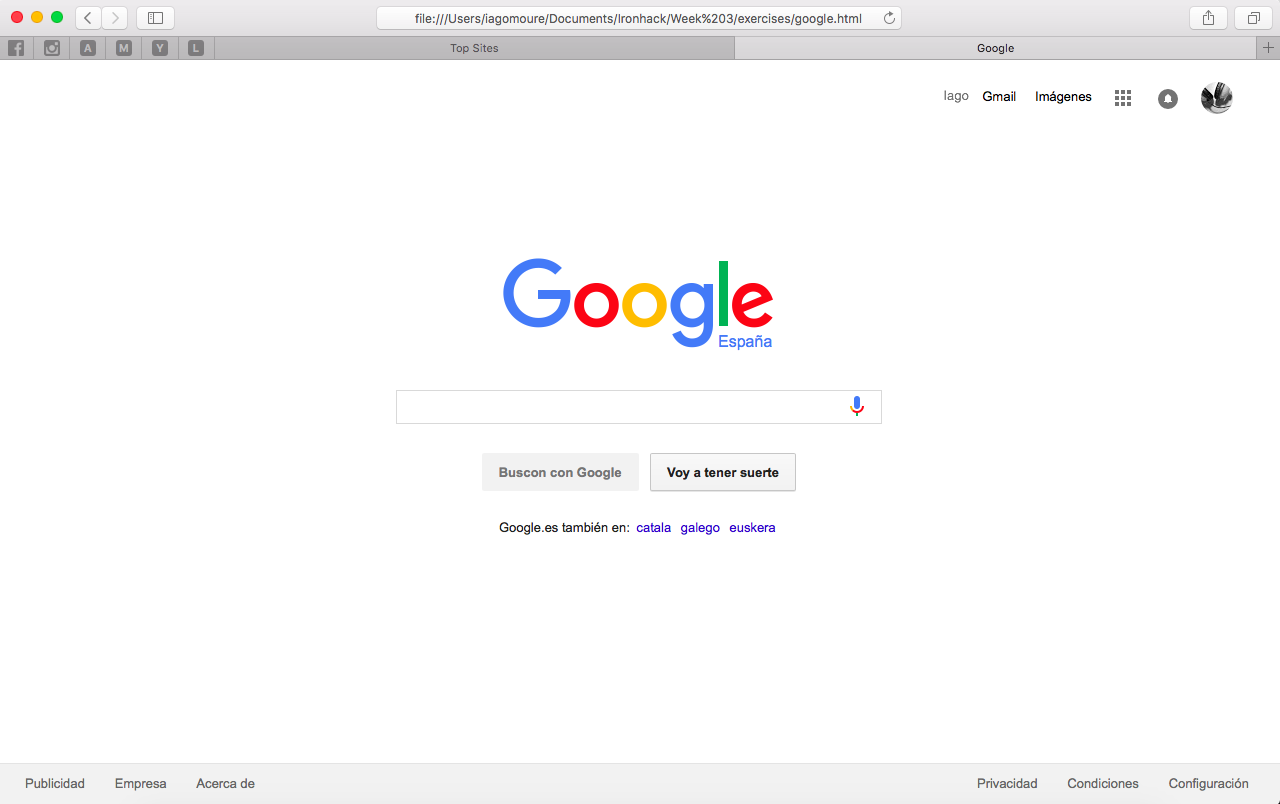 file:///Users/iagomoure/Documents/Ironhack/Week%203/exercises/google.html
A M Y L Top Sites Google
Iago Gmail Imágenes
Google
España
Buscon con Google Voy a tener suerte
Google.es también en: catala galego euskera
Publicidad Empresa Acerca de Privacidad Condiciones Configuración